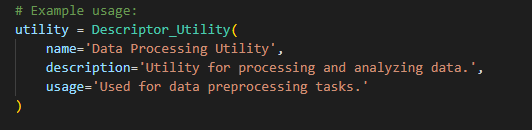 # Example usage:
utility = Descriptor_Utility(
    name='Data Processing Utility',
    description='Utility for processing and analyzing data.',
    usage='Used for data preprocessing tasks.'
)